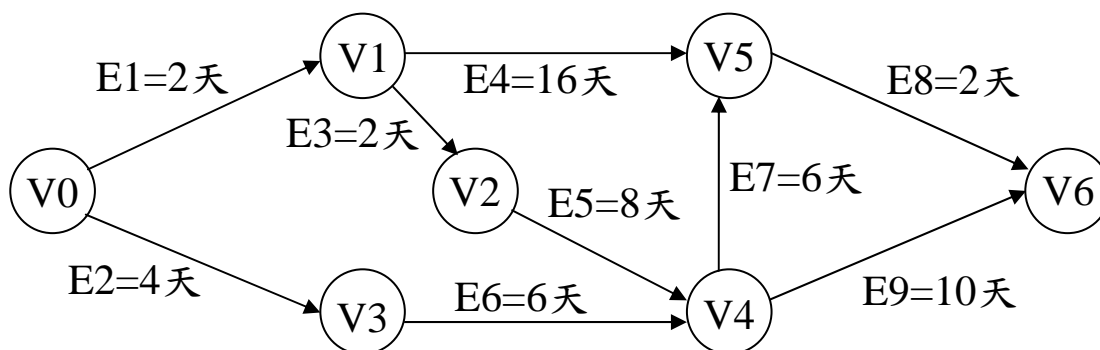 V1
V5
E1=2天
E4=16天
E8=2天
E3=2天
V0
V2
E5=8天
E7=6天
V6
E2=4天
E6=6天
E9=10天
V3
V4